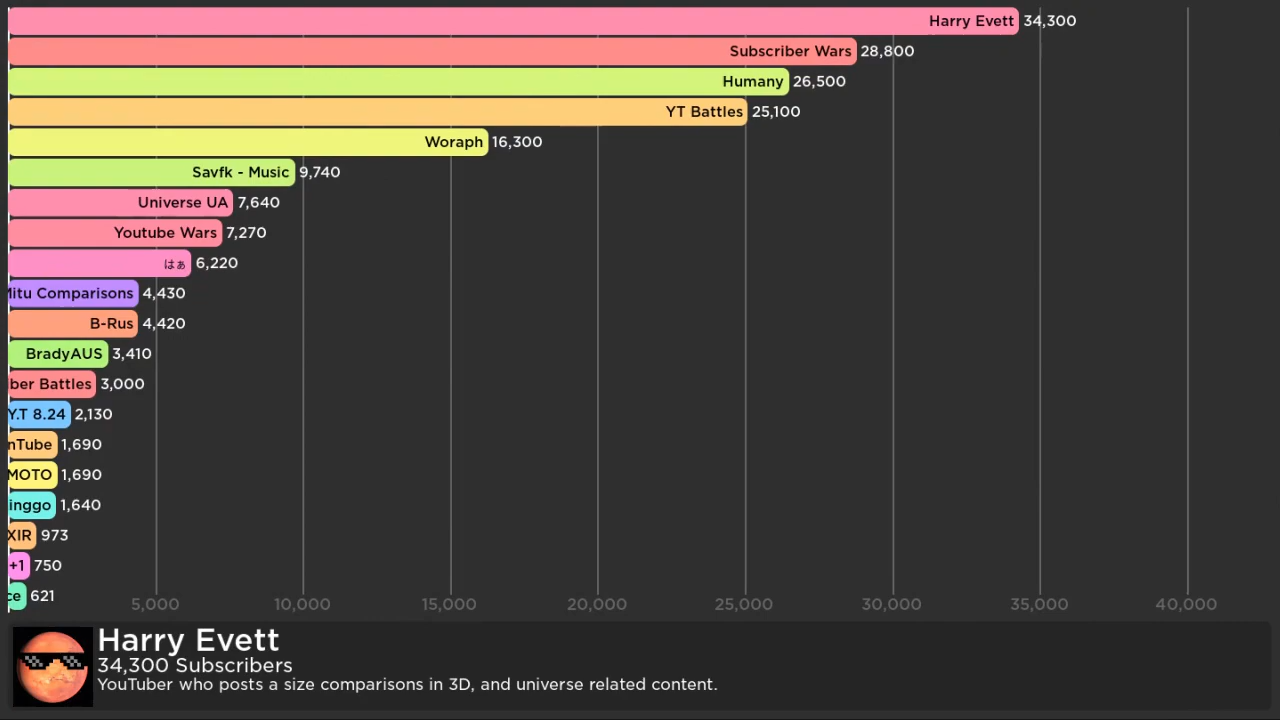 Harry Evett 34,300
Subscriber Wars 28,800
Humany 26,500
YT Battles 25,100
Woraph 16,300
Savfk - Music 9,740
Universe UA 7,640
Youtube Wars 7,270
はぁ 6,220
Mitu Comparisons 4,430
B-Rus 4,420
BradyAUS 3,410
ber Battles 3,000
Y.T 8.24 2,130
nTube 1,690
MOTO 1,690
inggo 1,640
XIR 973
+1 750
ce 621
5,000 10,000 15,000 20,000 25,000 30,000 35,000 40,000
Harry Evett
34,300 Subscribers
YouTuber who posts a size comparisons in 3D, and universe related content.